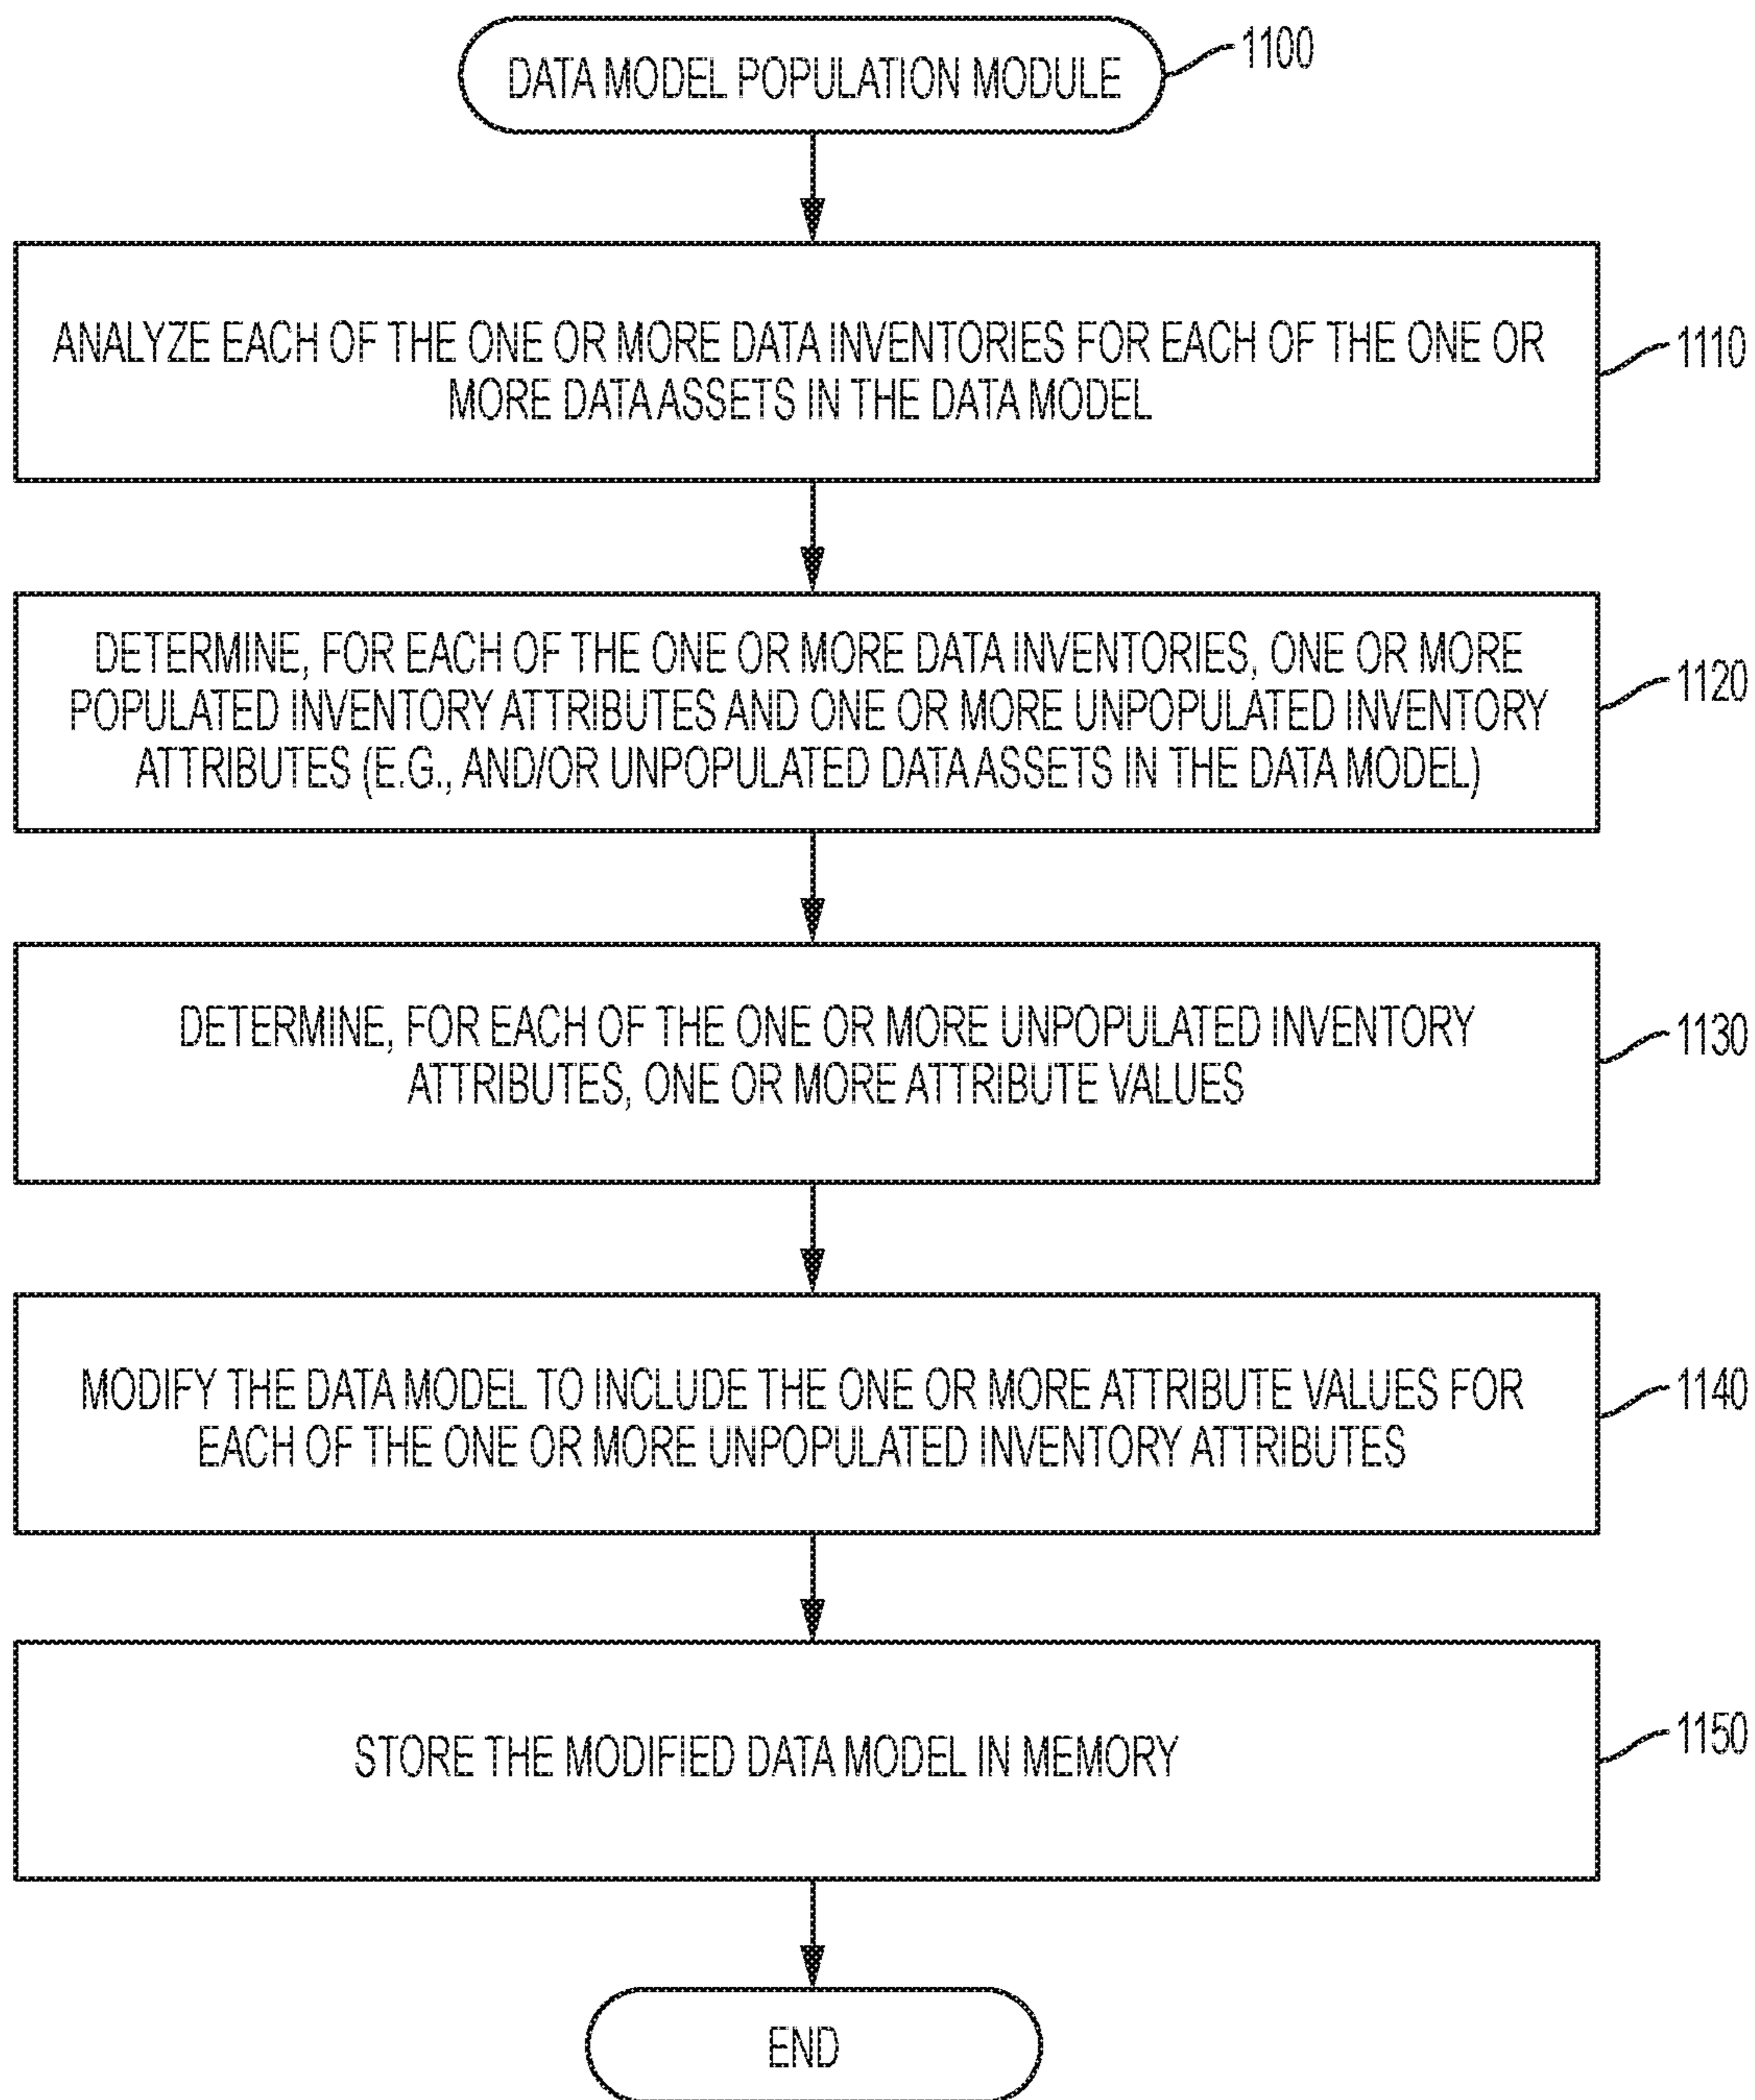 DATA MODEL POPULATION MODULE
1100
ANALYZE EACH OF THE ONE OR MORE DATA INVENTORIES FOR EACH OF THE ONE OR
MORE DATA ASSETS IN THE DATA MODEL
1110
DETERMINE, FOR EACH OF THE ONE OR MORE DATA INVENTORIES, ONE OR MORE
POPULATED INVENTORY ATTRIBUTES AND ONE OR MORE UNPOPULATED INVENTORY
ATTRIBUTES (E.G., AND/OR UNPOPULATED DATA ASSETS IN THE DATA MODEL)
1120
DETERMINE, FOR EACH OF THE ONE OR MORE UNPOPULATED INVENTORY
ATTRIBUTES, ONE OR MORE ATTRIBUTE VALUES
1130
MODIFY THE DATA MODEL TO INCLUDE THE ONE OR MORE ATTRIBUTE VALUES FOR
EACH OF THE ONE OR MORE UNPOPULATED INVENTORY ATTRIBUTES
1140
STORE THE MODIFIED DATA MODEL IN MEMORY
1150
END